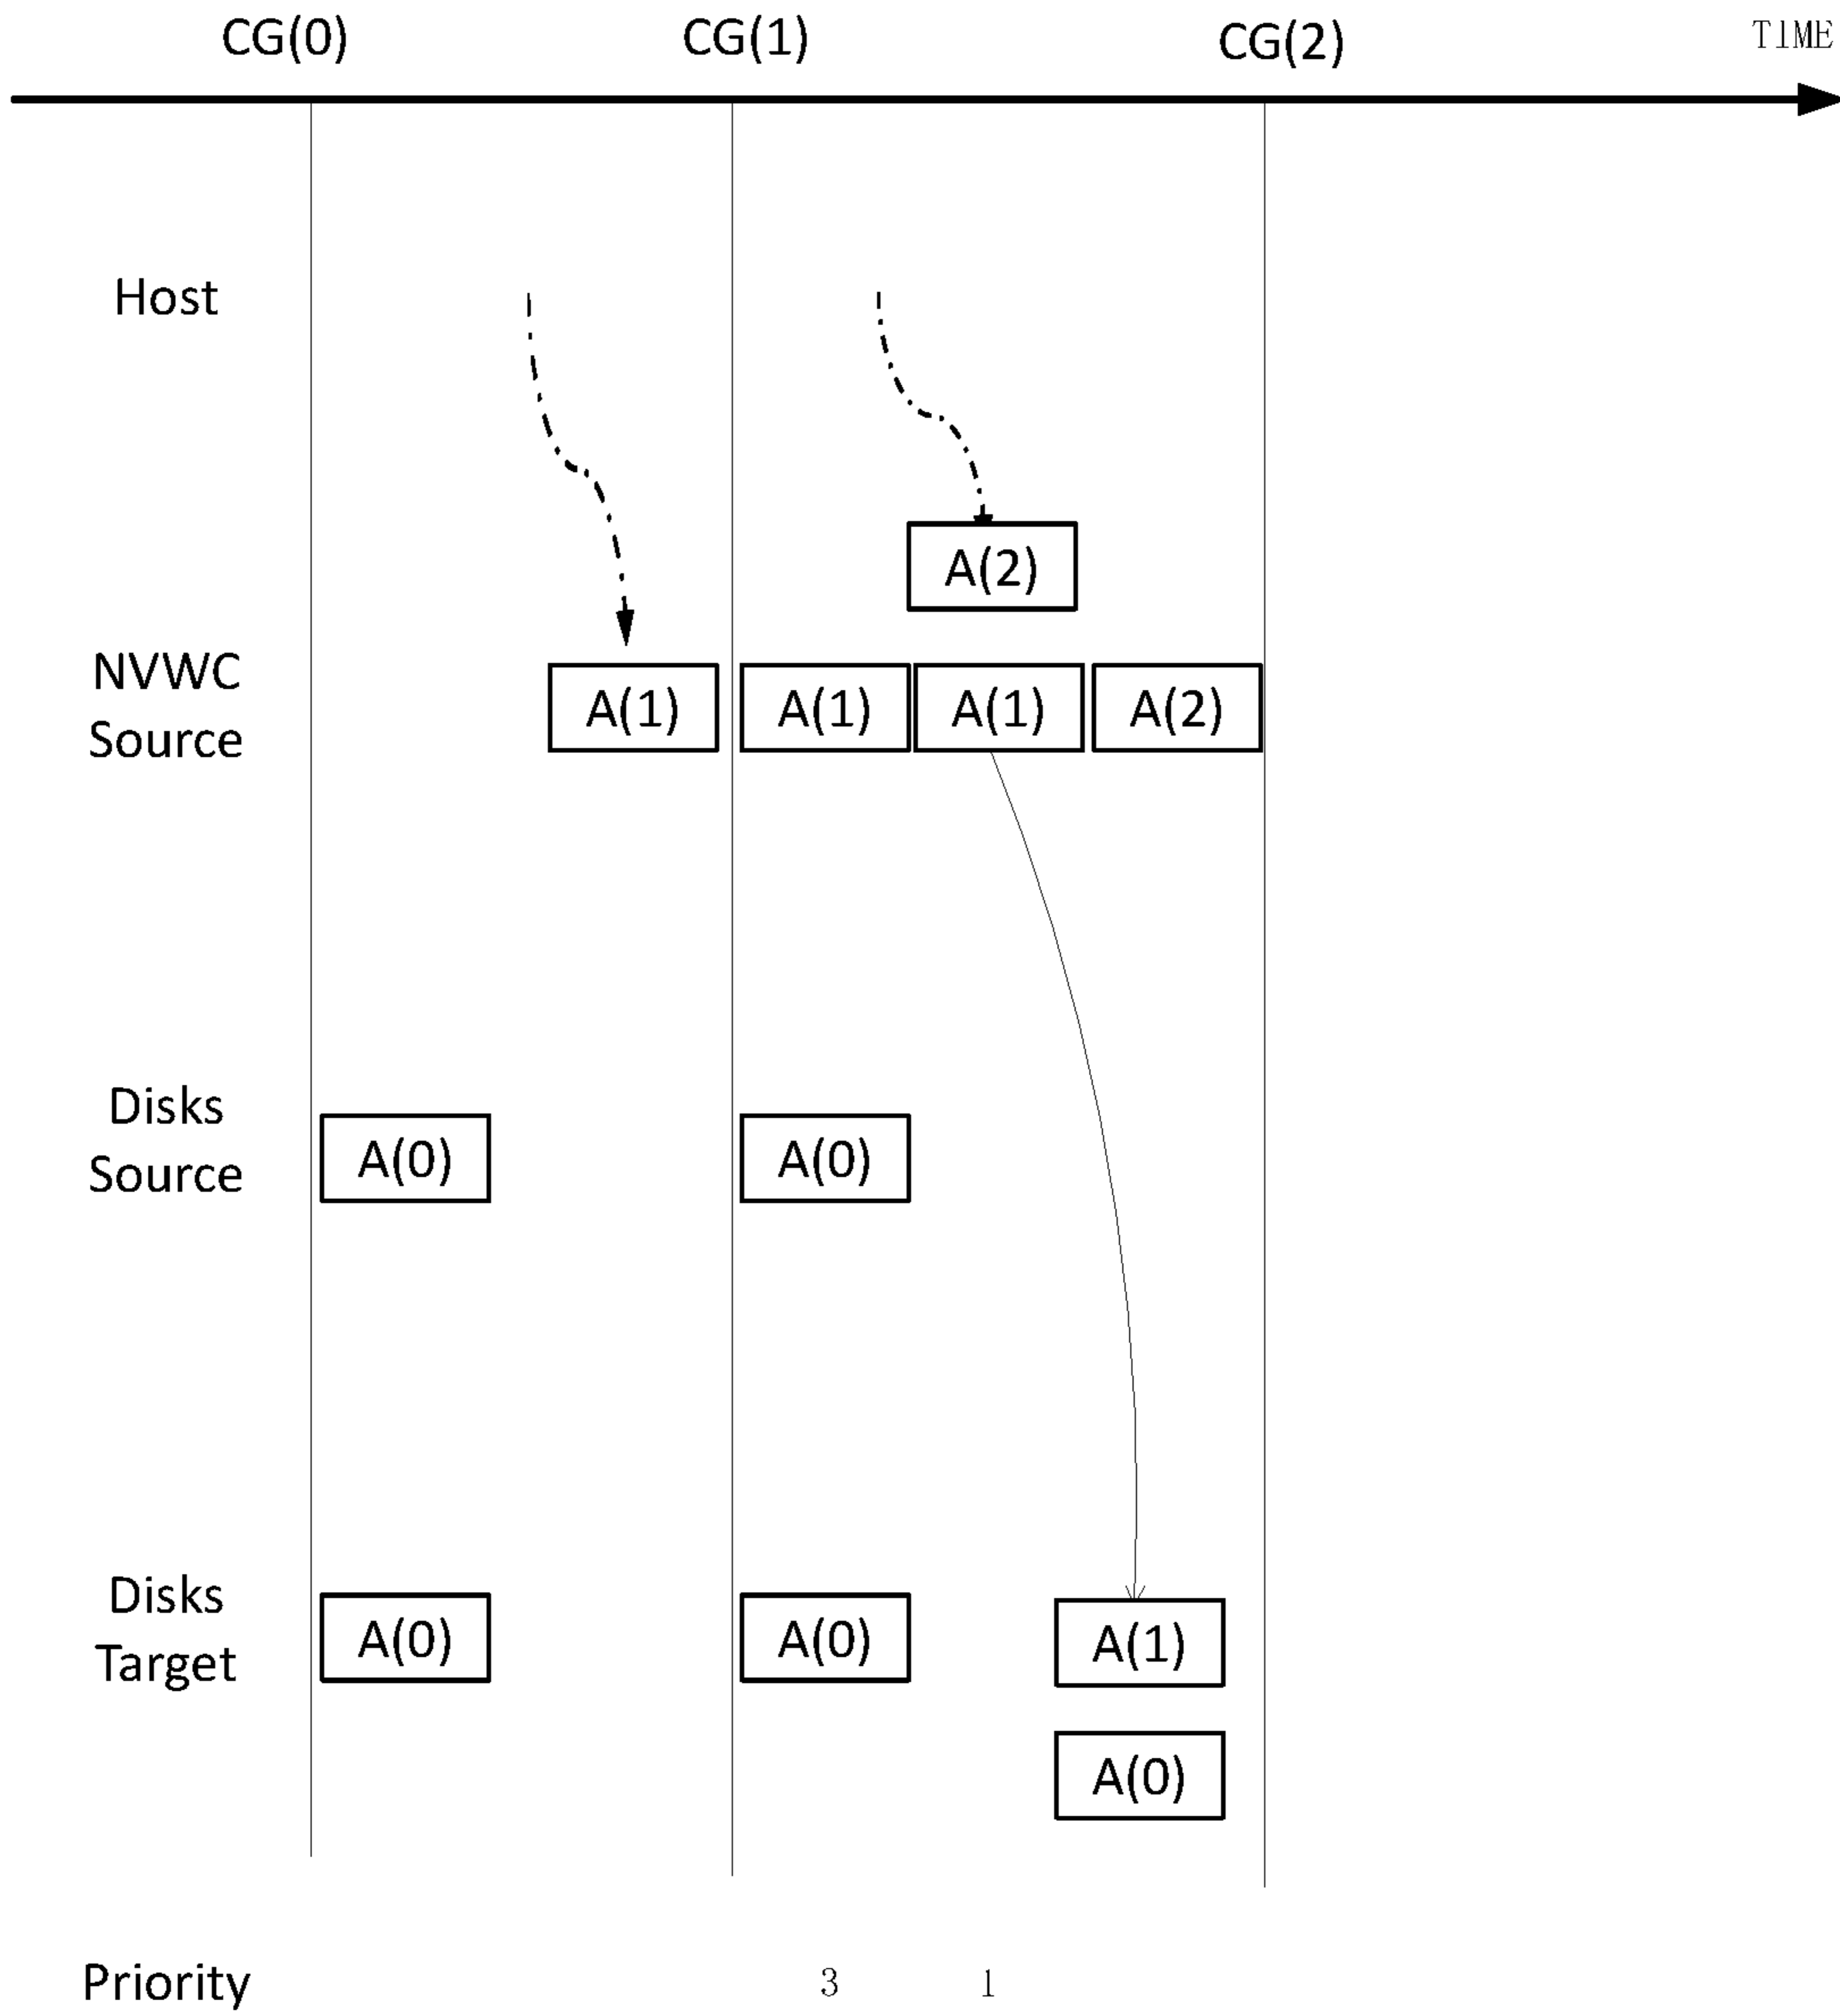 CG(0) CG(1) CG(2) TIME
Host
A(2)
NVWC
Source
A(1) A(1) A(1) A(2)
Disks
Source
A(0) A(0)
Disks
Target
A(0) A(0) A(1)
A(0)
Priority 3 1